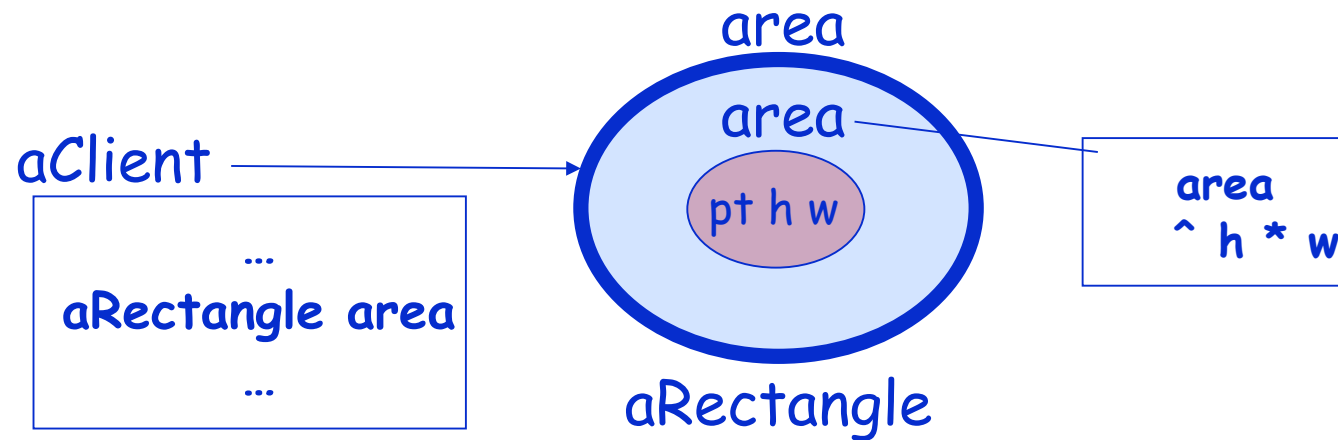 area
area
aClient
pt h w
area
^ h * w
...
aRectangle area
...
aRectangle